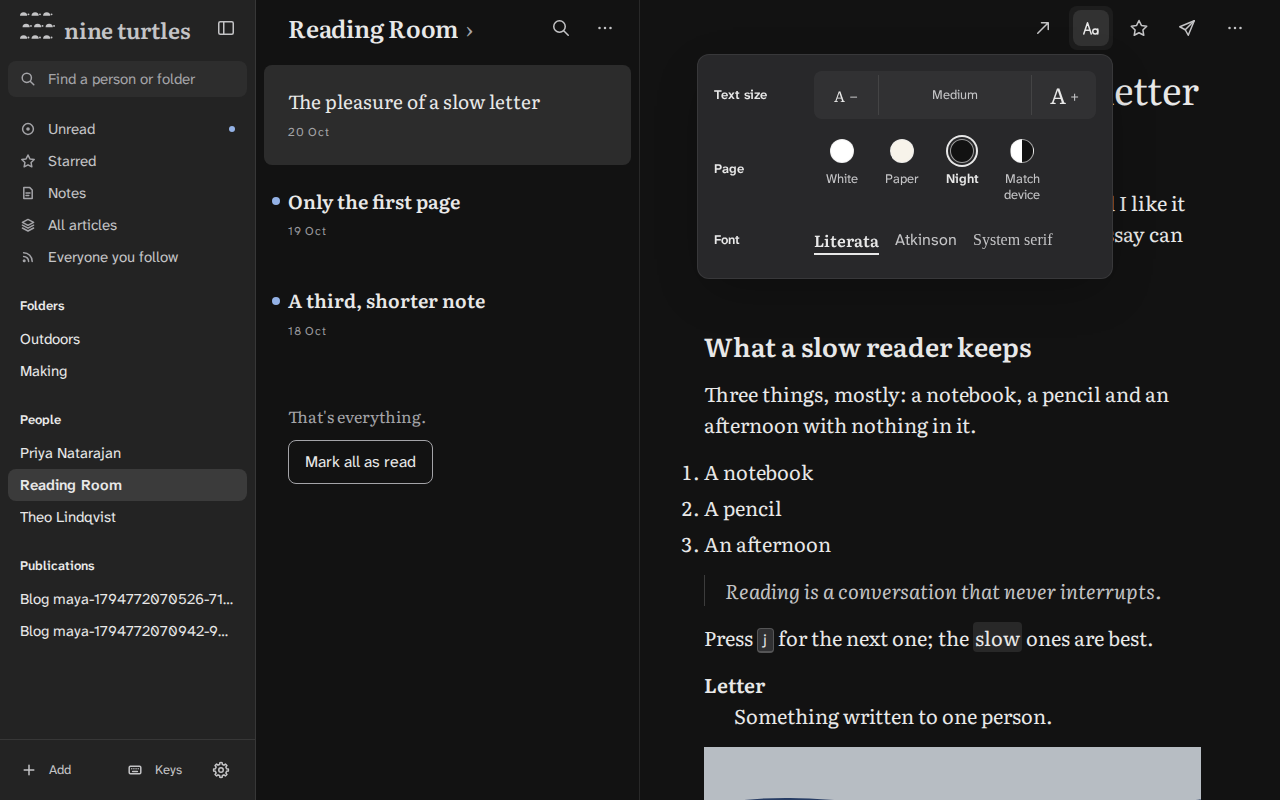 nine turtles
Find a person or folder
Unread
Starred
Notes
All articles
Everyone you follow
Folders
Outdoors
Making
People
Priya Natarajan
Reading Room
Theo Lindqvist
Publications
Blog maya-1794772070526-71...
Blog maya-1794772070942-9...
Add
Keys
Reading Room ›
The pleasure of a slow letter
20 Oct
Only the first page
19 Oct
A third, shorter note
18 Oct
That's everything.
Mark all as read
Aa
Text size
A −
Medium
A +
Page
White
Paper
Night
Match
device
Font
Literata
Atkinson
System serif
etter
I like it
say can
What a slow reader keeps
Three things, mostly: a notebook, a pencil and an
afternoon with nothing in it.
1. A notebook
2. A pencil
3. An afternoon
Reading is a conversation that never interrupts.
Press j for the next one; the slow ones are best.
Letter
Something written to one person.